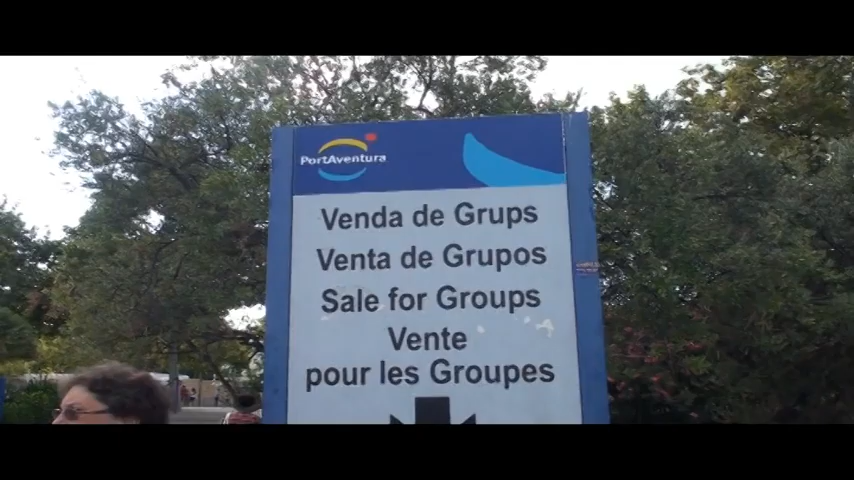 PortAventura
Venda de Grups
Venta de Grupos
Sale for Groups
Vente
pour les Groupes